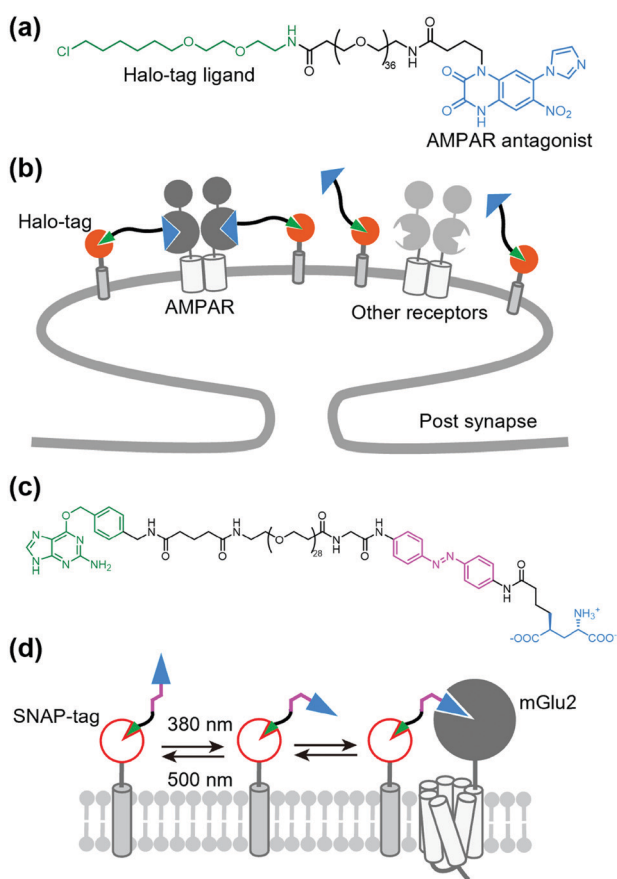 (a)
Cl
O
O
H
N
O
O
36
H
N
O
N
N
N
O
O
N
H
NO2
Halo-tag ligand
AMPAR antagonist
(b)
Halo-tag
AMPAR
Other receptors
Post synapse
(c)
O
N
N
N
H
N
NH2
H
N
O
O
H
N
O
28
O
N
H
O
H
N
N
N
N
H
O
NH3+
-OOC
COO-
(d)
SNAP-tag
380 nm
500 nm
mGlu2